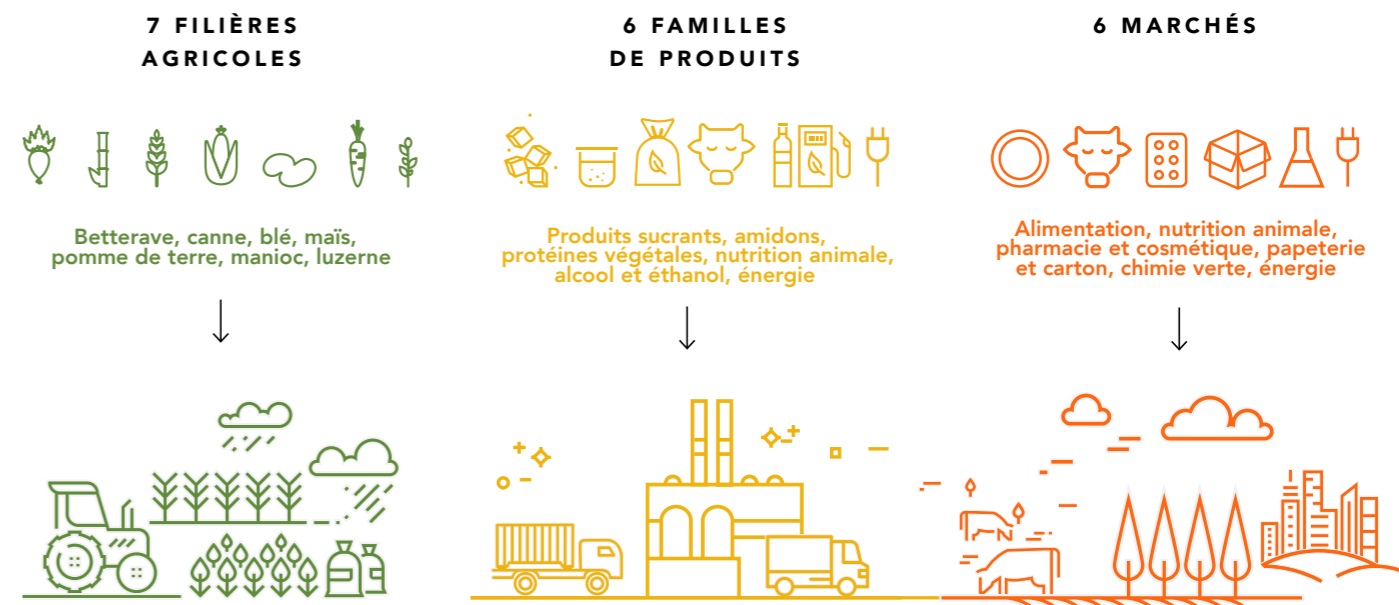 7 FILIÈRES
AGRICOLES
Betterave, canne, blé, maïs,
pomme de terre, manioc, luzerne
6 FAMILLES
DE PRODUITS
Produits sucrants, amidons,
protéines végétales, nutrition animale,
alcool et éthanol, énergie
6 MARCHÉS
Alimentation, nutrition animale,
pharmacie et cosmétique, papeterie
et carton, chimie verte, énergie